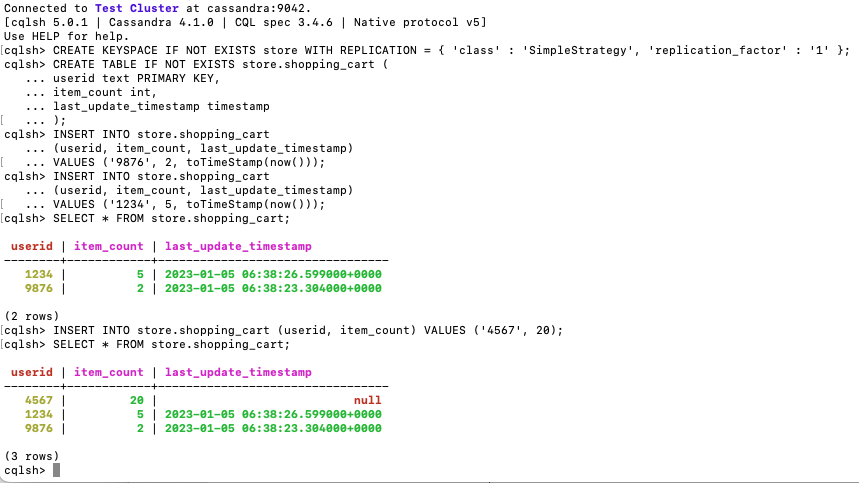 Connected to Test Cluster at cassandra:9042.
[cqlsh 5.0.1 | Cassandra 4.1.0 | CQL spec 3.4.6 | Native protocol v5]
Use HELP for help.
[cqlsh> CREATE KEYSPACE IF NOT EXISTS store WITH REPLICATION = { 'class' : 'SimpleStrategy', 'replication_factor' : '1' };
cqlsh> CREATE TABLE IF NOT EXISTS store.shopping_cart (
   ... userid text PRIMARY KEY,
   ... item_count int,
   ... last_update_timestamp timestamp
[   ... );
cqlsh> INSERT INTO store.shopping_cart
   ... (userid, item_count, last_update_timestamp)
[   ... VALUES ('9876', 2, toTimeStamp(now()));
cqlsh> INSERT INTO store.shopping_cart
   ... (userid, item_count, last_update_timestamp)
[   ... VALUES ('1234', 5, toTimeStamp(now()));
[cqlsh> SELECT * FROM store.shopping_cart;

 userid | item_count | last_update_timestamp
--------+------------+---------------------------------
   1234 |          5 | 2023-01-05 06:38:26.599000+0000
   9876 |          2 | 2023-01-05 06:38:23.304000+0000

(2 rows)
[cqlsh> INSERT INTO store.shopping_cart (userid, item_count) VALUES ('4567', 20);
[cqlsh> SELECT * FROM store.shopping_cart;

 userid | item_count | last_update_timestamp
--------+------------+---------------------------------
   4567 |         20 |                            null
   1234 |          5 | 2023-01-05 06:38:26.599000+0000
   9876 |          2 | 2023-01-05 06:38:23.304000+0000

(3 rows)
cqlsh>